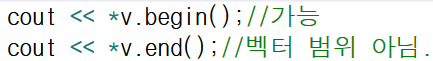 cout << *v.begin();//가능
cout << *v.end();//벡터 범위 아님.